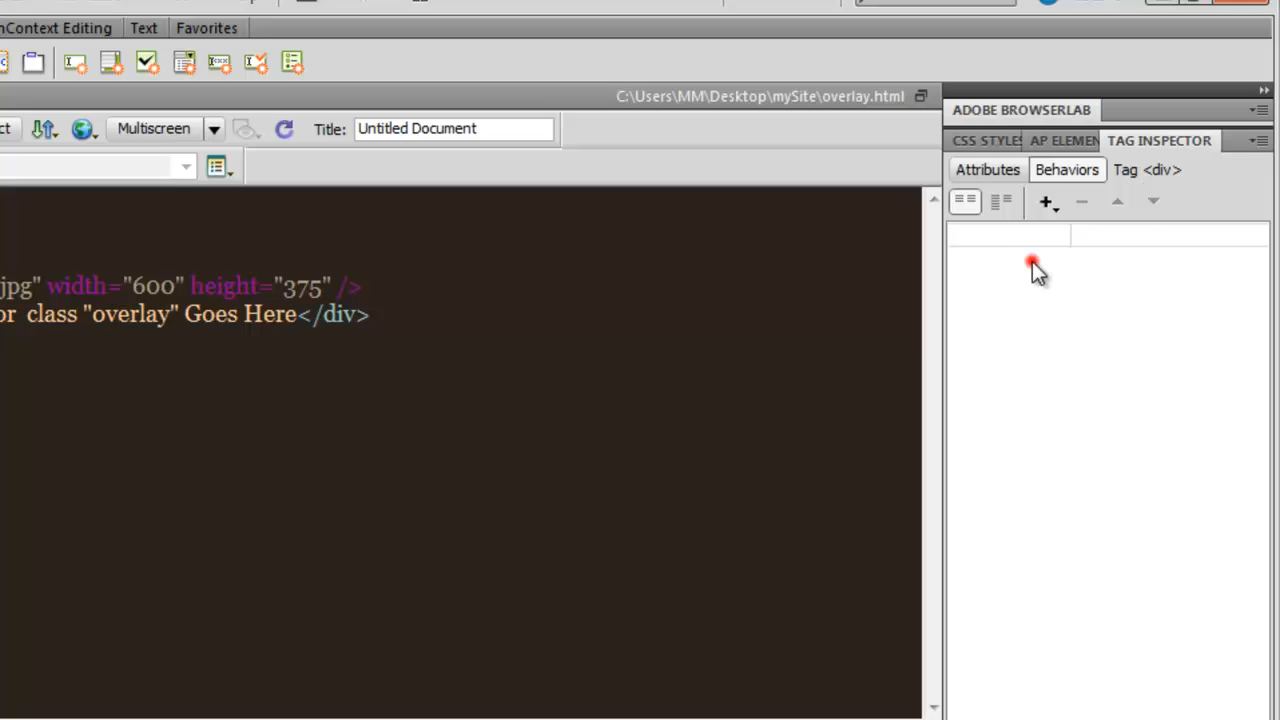 nContext Editing Text Favorites
C:\Users\MM\Desktop\mySite\overlay.html
ADOBE BROWSERLAB
ct Multiscreen Title: Untitled Document
CSS STYLES AP ELEMEN TAG INSPECTOR
Attributes Behaviors Tag <div>
jpg" width="600" height="375" />
or class "overlay" Goes Here</div>